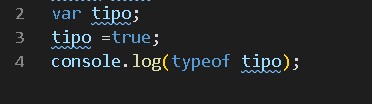 2 var tipo;
3 tipo =true;
4 console.log(typeof tipo);